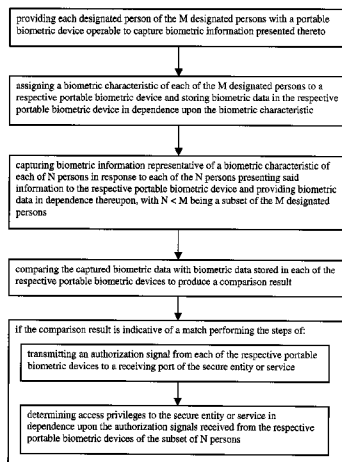 providing each designated person of the M designated persons with a portable
biometric device operable to capture biometric information presented thereto
assigning a biometric characteristic of each of the M designated persons to a
respective portable biometric device and storing biometric data in the respective
portable biometric device in dependence upon the biometric characteristic
capturing biometric information representative of a biometric characteristic of
each of N persons in response to each of the N persons presenting said
information to the respective portable biometric device and providing biometric
data in dependence thereupon, with N < M being a subset of the M designated
persons
comparing the captured biometric data with biometric data stored in each of the
respective portable biometric devices to produce a comparison result
if the comparison result is indicative of a match performing the steps of:
transmitting an authorization signal from each of the respective portable
biometric devices to a receiving port of the secure entity or service
determining access privileges to the secure entity or service in
dependence upon the authorization signals received from the respective
portable biometric devices of the subset of N persons